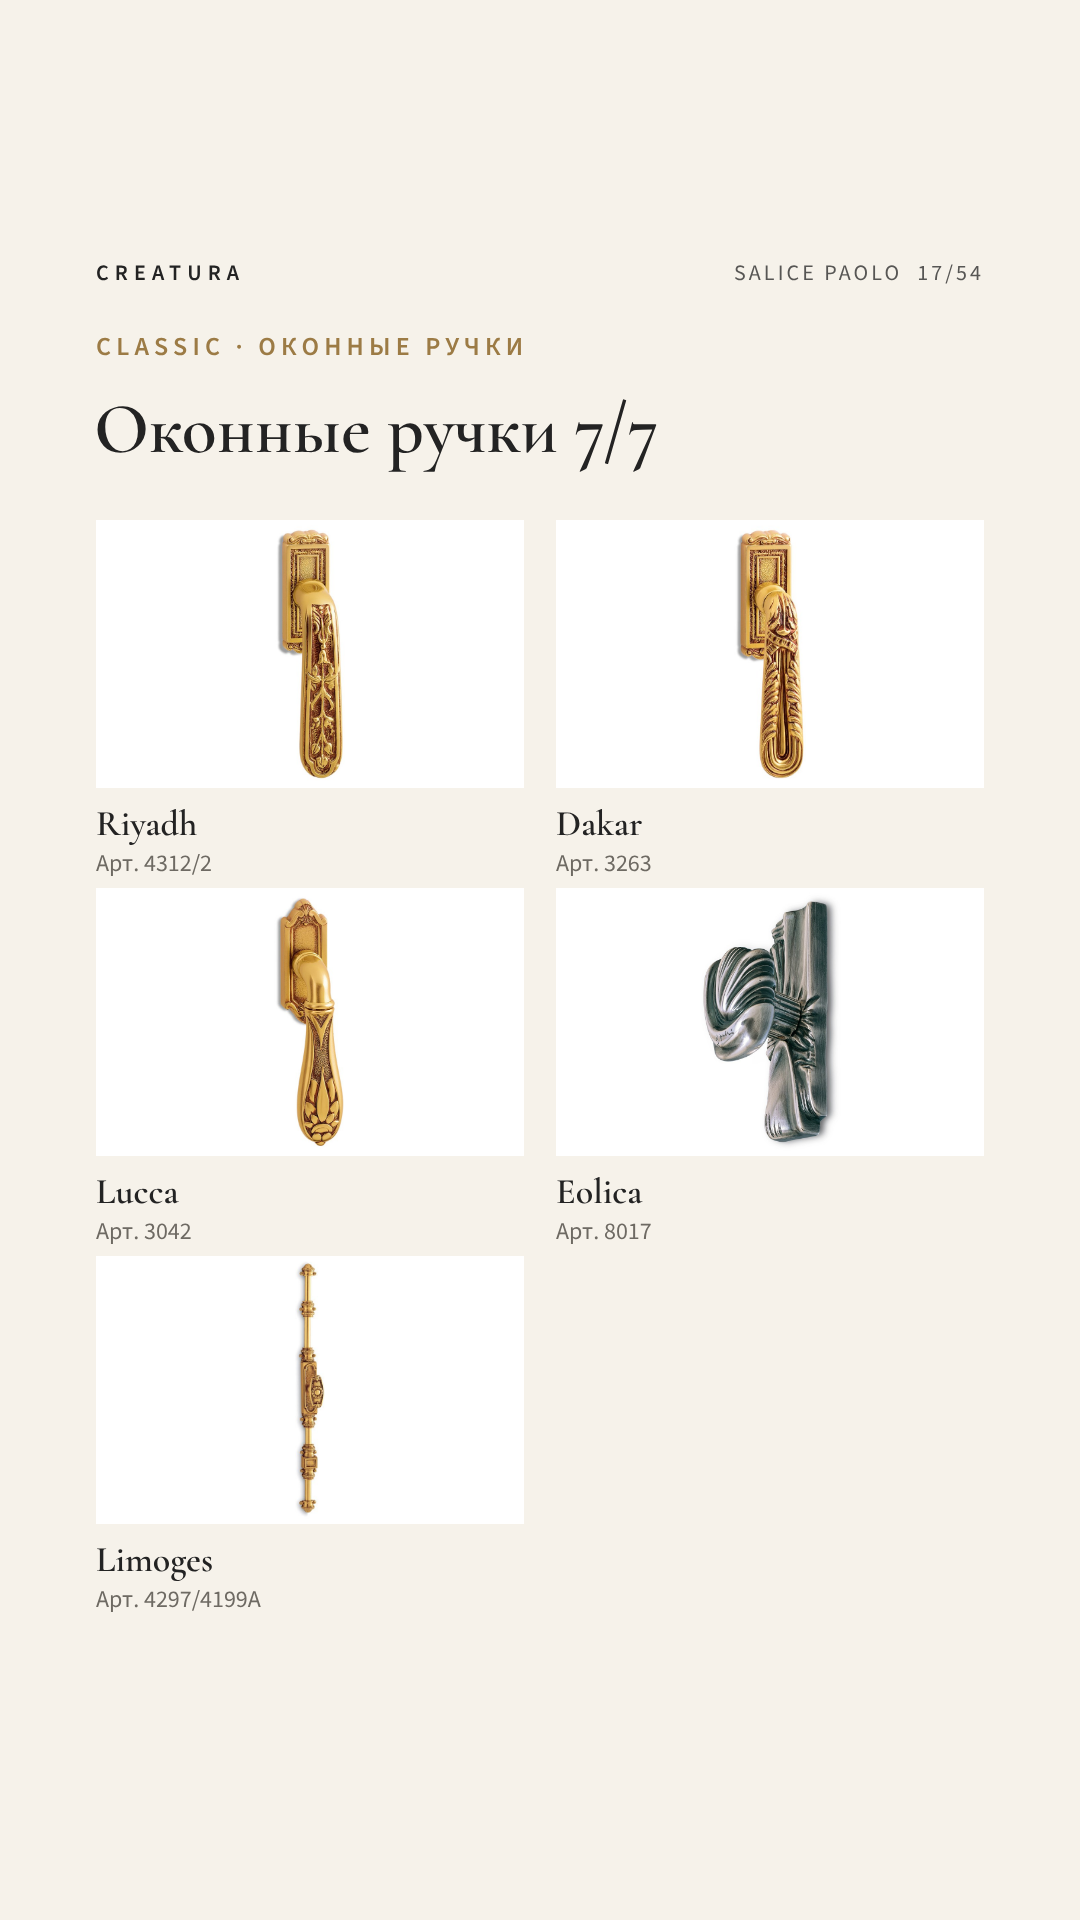 CREATURA
SALICE PAOLO 17/54
CLASSIC · ОКОННЫЕ РУЧКИ
Оконные ручки 7/7
Riyadh
Арт. 4312/2
Dakar
Арт. 3263
Lucca
Арт. 3042
Eolica
Арт. 8017
Limoges
Арт. 4297/4199A